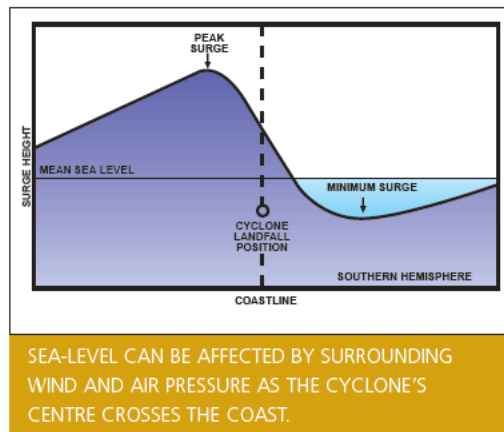 PEAK
SURGE
SURGE HEIGHT
MEAN SEA LEVEL
MINIMUM SURGE
CYCLONE
LANDFALL
POSITION
SOUTHERN HEMISPHERE
COASTLINE
SEA-LEVEL CAN BE AFFECTED BY SURROUNDING
WIND AND AIR PRESSURE AS THE CYCLONE'S
CENTRE CROSSES THE COAST.